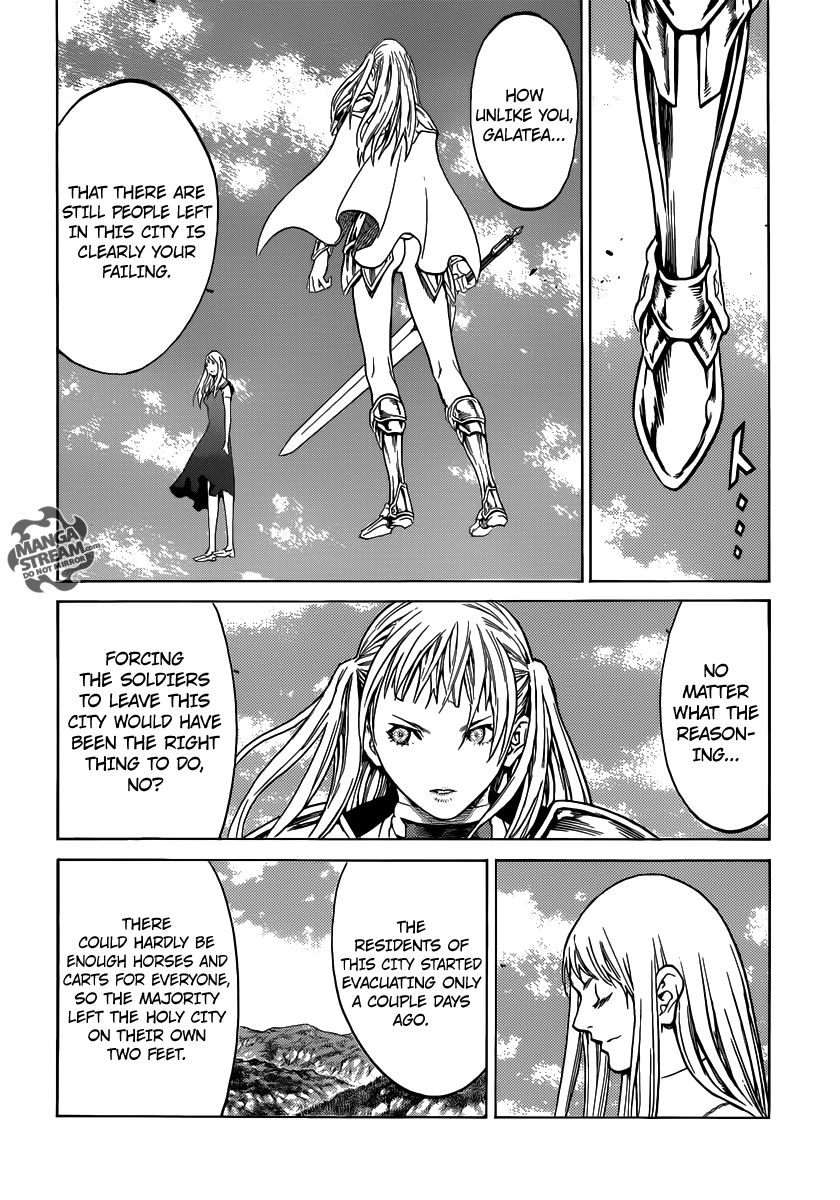 ト...
HOW
UNLIKE YOU,
GALATEA...
THAT THERE ARE
STILL PEOPLE LEFT
IN THIS CITY IS
CLEARLY YOUR
FAILING.
MANGA
STREAM.com
DO NOT MIRROR
NO
MATTER
WHAT THE
REASON-
ING...
FORCING
THE SOLDIERS
TO LEAVE THIS
CITY WOULD HAVE
BEEN THE RIGHT
THING TO DO,
NO?
THE
RESIDENTS OF
THIS CITY STARTED
EVACUATING ONLY
A COUPLE DAYS
AGO.
THERE
COULD HARDLY BE
ENOUGH HORSES AND
CARTS FOR EVERYONE,
SO THE MAJORITY
LEFT THE HOLY CITY
ON THEIR OWN
TWO FEET.